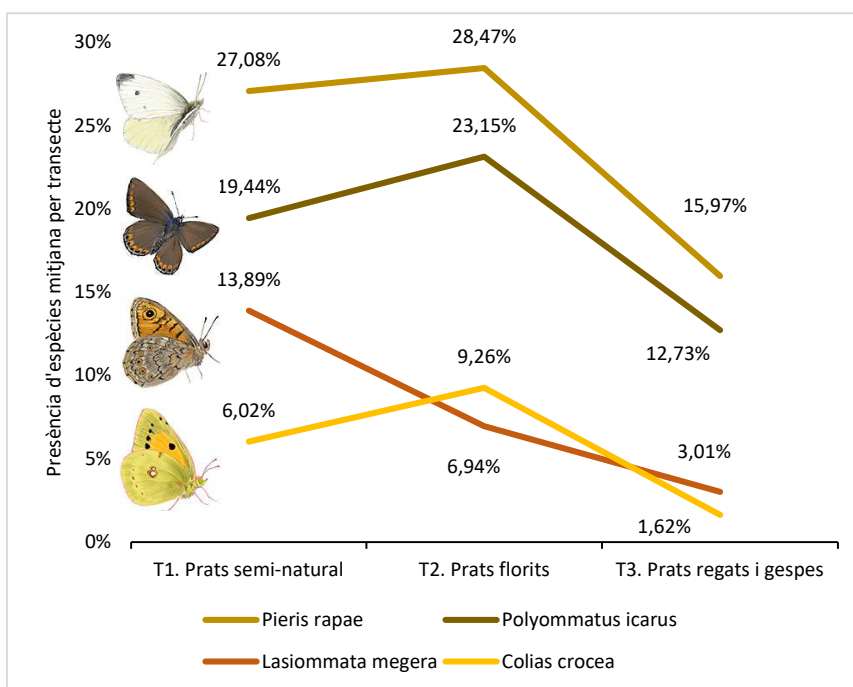 Presència d'espècies mitjana per transecte
30%
25%
20%
15%
10%
5%
0%
27,08%
28,47%
15,97%
19,44%
23,15%
12,73%
13,89%
6,94%
3,01%
6,02%
9,26%
1,62%
T1. Prats semi-natural
T2. Prats florits
T3. Prats regats i gespes
Pieris rapae
Polyommatus icarus
Lasiommata megera
Colias crocea